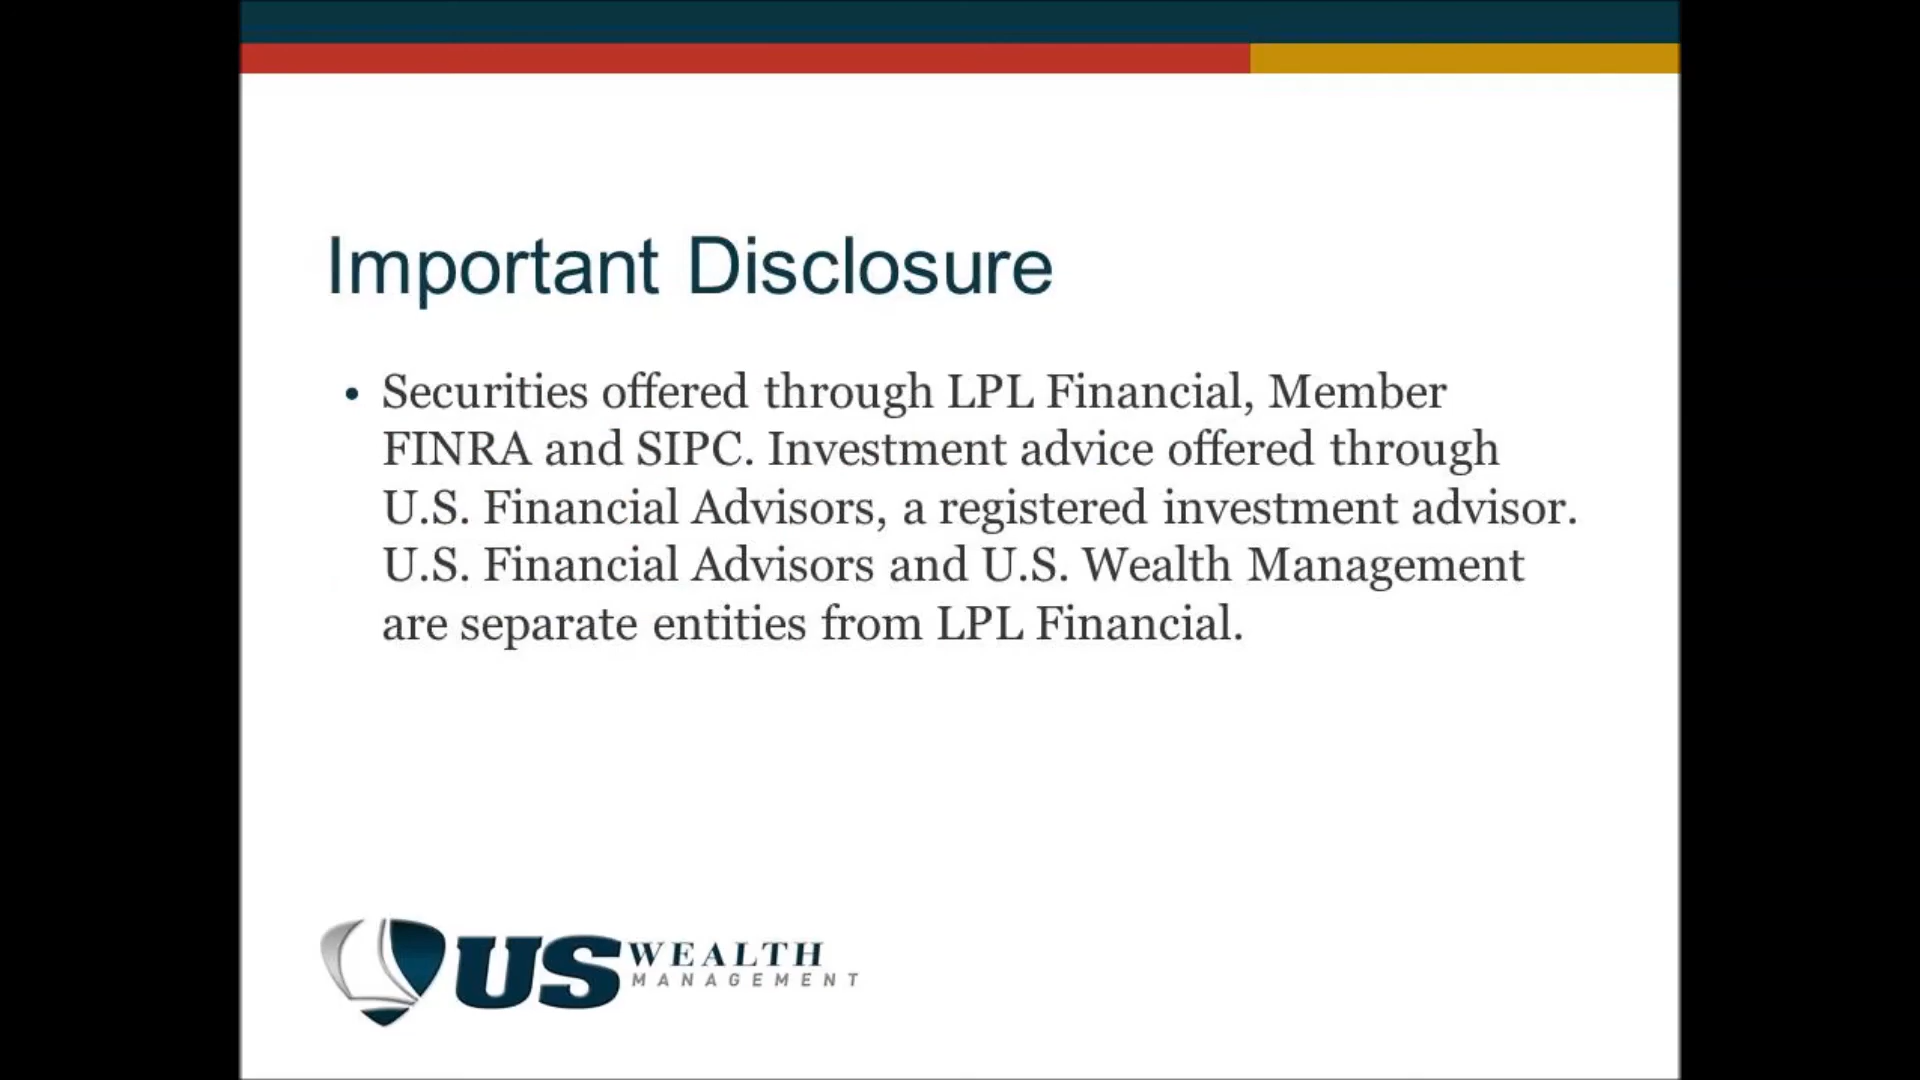 Important Disclosure
• Securities offered through LPL Financial, Member
FINRA and SIPC. Investment advice offered through
U.S. Financial Advisors, a registered investment advisor.
U.S. Financial Advisors and U.S. Wealth Management
are separate entities from LPL Financial.
US WEALTH
MANAGEMENT